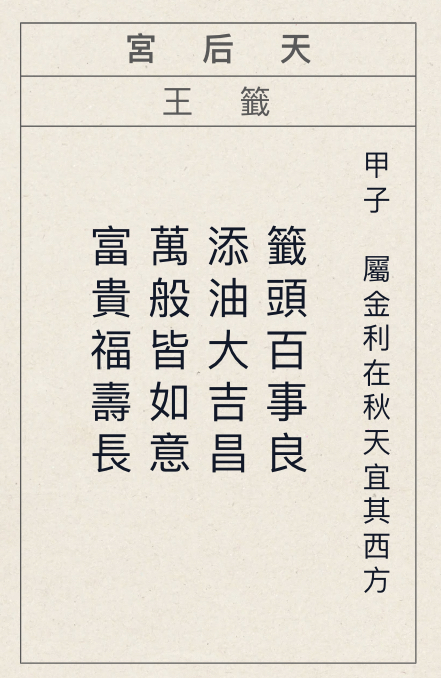 天后宮
籤王
甲子 屬金利在秋天宜其西方
籤頭百事良
添油大吉昌
萬般皆如意
富貴福壽長